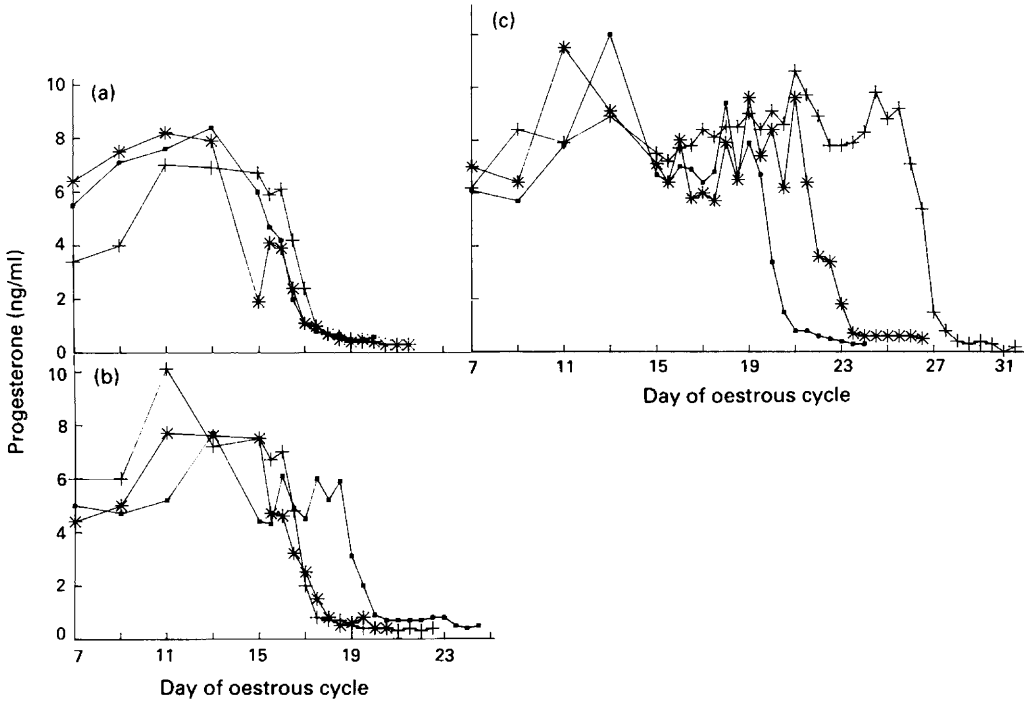 (a)
10
8
6
4
2
0
Progesterone (ng/ml)
(b)
10
8
6
4
2
0
7 11 15 19 23
Day of oestrous cycle
(c)
7 11 15 19 23 27 31
Day of oestrous cycle